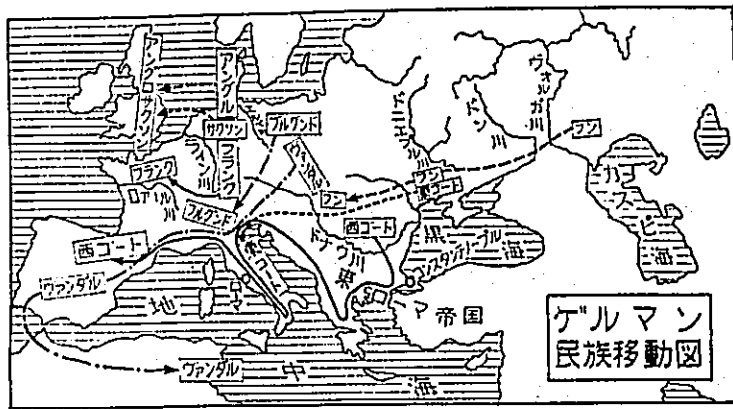 アングロサクソン
アングル
サクソン
フランク
ブルグンド
ヴァンダル
ドニエプル川
ドン川
ヴォルガ川
フン
フン
フン
東ゴート
西ゴート
フランク
ライン川
ロアール川
ブルグンド
ドナウ川
黒海
カスピ海
コンスタンチノープル
西ゴート
ヴァンダル
東ゴート
ローマ
東ローマ帝国
地中海
ヴァンダル
ゲルマン
民族移動図